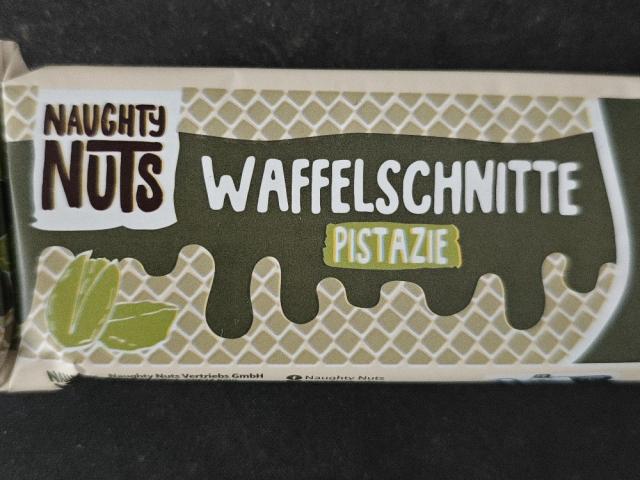 NAUGHTY
NUTS
WAFFELSCHNITTE
PISTAZIE
Naughty Nuts Vertriebs GmbH
Naughty Nuts